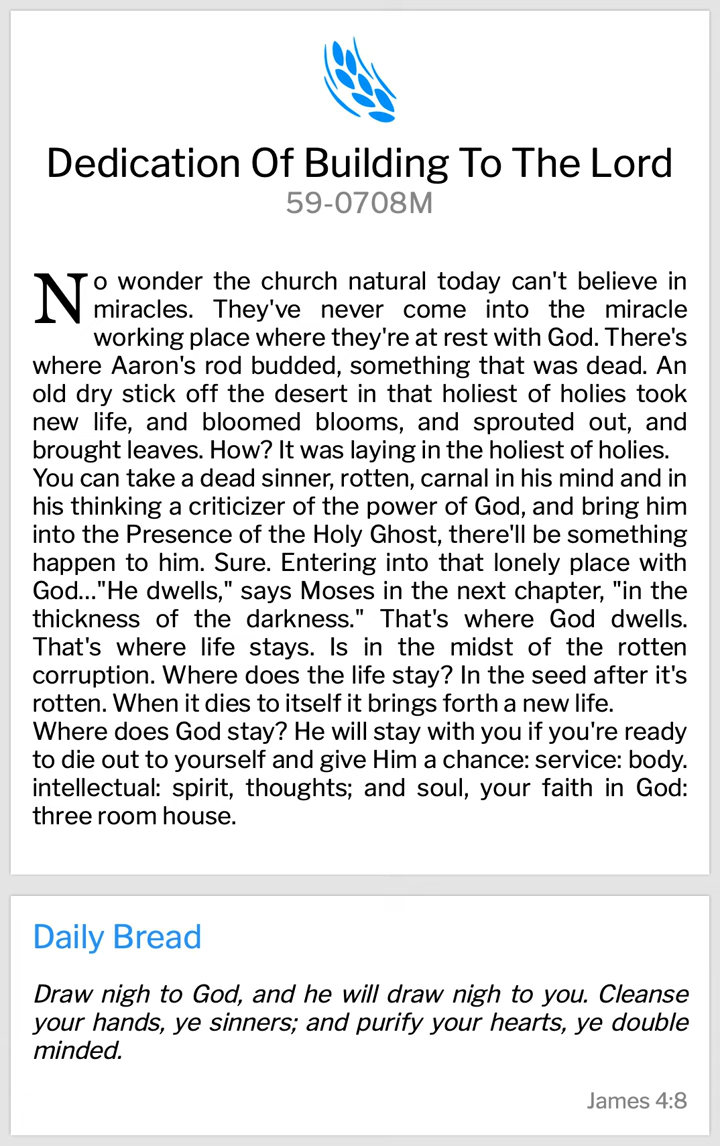 Dedication Of Building To The Lord
59-0708M
No wonder the church natural today can't believe in
miracles. They've never come into the miracle
working place where they're at rest with God. There's
where Aaron's rod budded, something that was dead. An
old dry stick off the desert in that holiest of holies took
new life, and bloomed blooms, and sprouted out, and
brought leaves. How? It was laying in the holiest of holies.
You can take a dead sinner, rotten, carnal in his mind and in
his thinking a criticizer of the power of God, and bring him
into the Presence of the Holy Ghost, there'll be something
happen to him. Sure. Entering into that lonely place with
God..."He dwells," says Moses in the next chapter, "in the
thickness of the darkness." That's where God dwells.
That's where life stays. Is in the midst of the rotten
corruption. Where does the life stay? In the seed after it's
rotten. When it dies to itself it brings forth a new life.
Where does God stay? He will stay with you if you're ready
to die out to yourself and give Him a chance: service: body.
intellectual: spirit, thoughts; and soul, your faith in God:
three room house.
Daily Bread
Draw nigh to God, and he will draw nigh to you. Cleanse
your hands, ye sinners; and purify your hearts, ye double
minded.
James 4:8